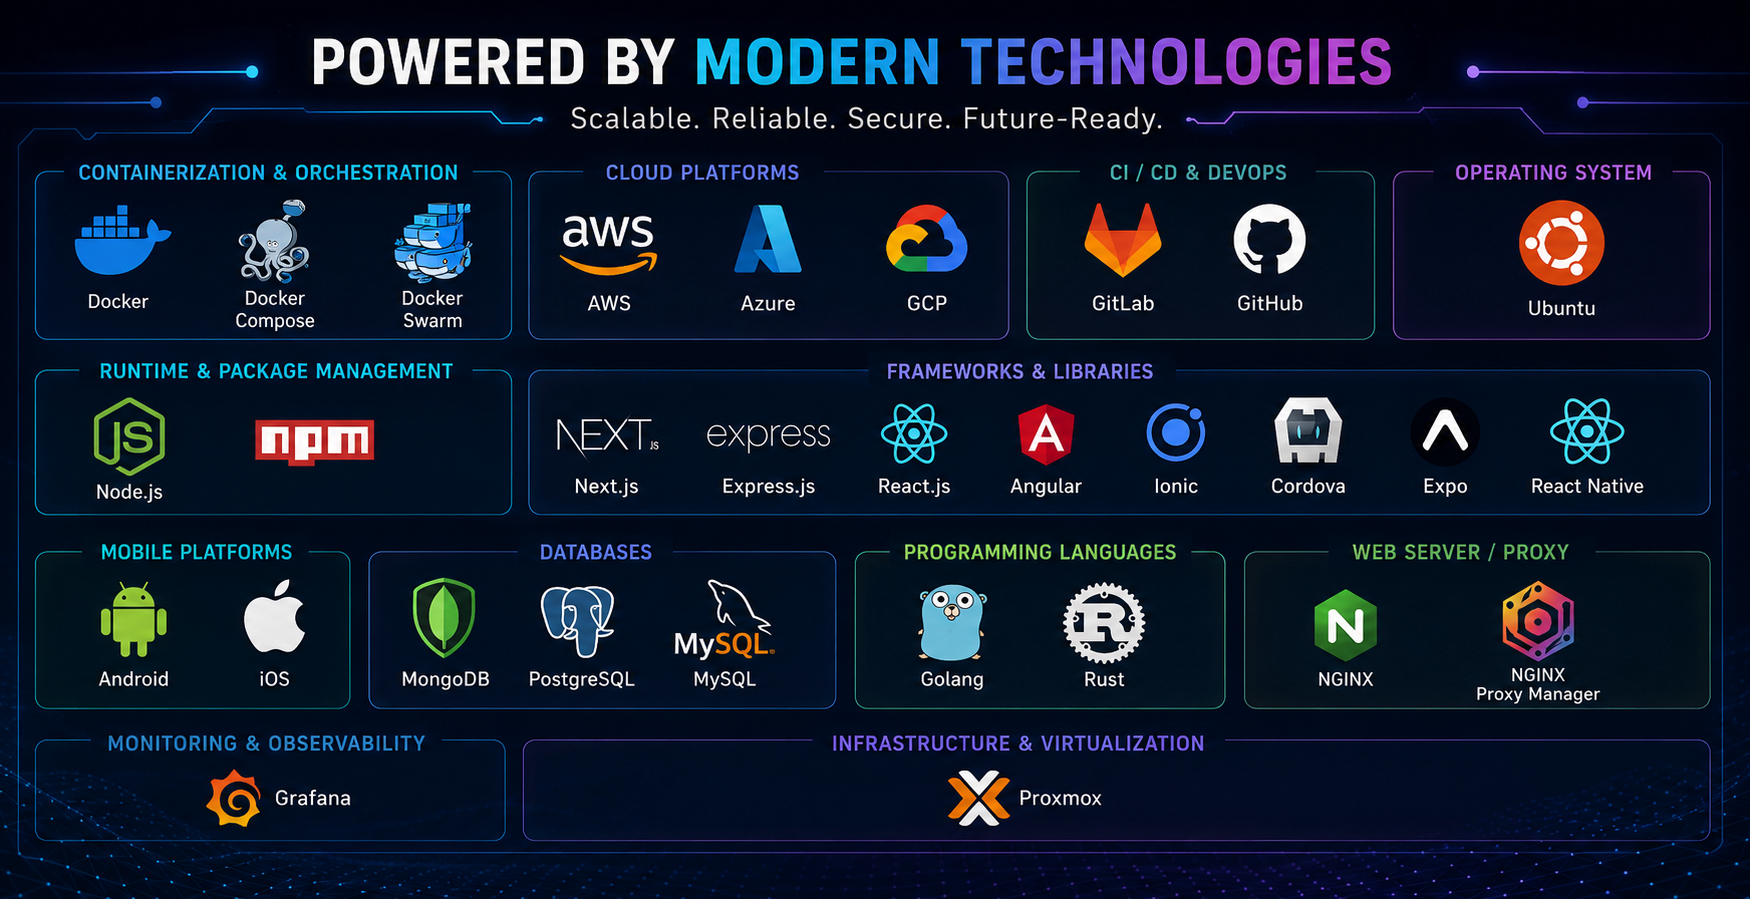 POWERED BY MODERN TECHNOLOGIES
Scalable. Reliable. Secure. Future-Ready.
CONTAINERIZATION & ORCHESTRATION
Docker
Docker
Compose
Docker
Swarm
CLOUD PLATFORMS
aws
AWS
Azure
GCP
CI / CD & DEVOPS
GitLab
GitHub
OPERATING SYSTEM
Ubuntu
RUNTIME & PACKAGE MANAGEMENT
JS
Node.js
npm
FRAMEWORKS & LIBRARIES
NEXT.JS
Next.js
express
Express.js
React.js
A
Angular
Ionic
Cordova
Expo
React Native
MOBILE PLATFORMS
Android
iOS
DATABASES
MongoDB
PostgreSQL
MySQL®
MySQL
PROGRAMMING LANGUAGES
Golang
R
Rust
WEB SERVER / PROXY
N
NGINX
NGINX
Proxy Manager
MONITORING & OBSERVABILITY
Grafana
INFRASTRUCTURE & VIRTUALIZATION
Proxmox